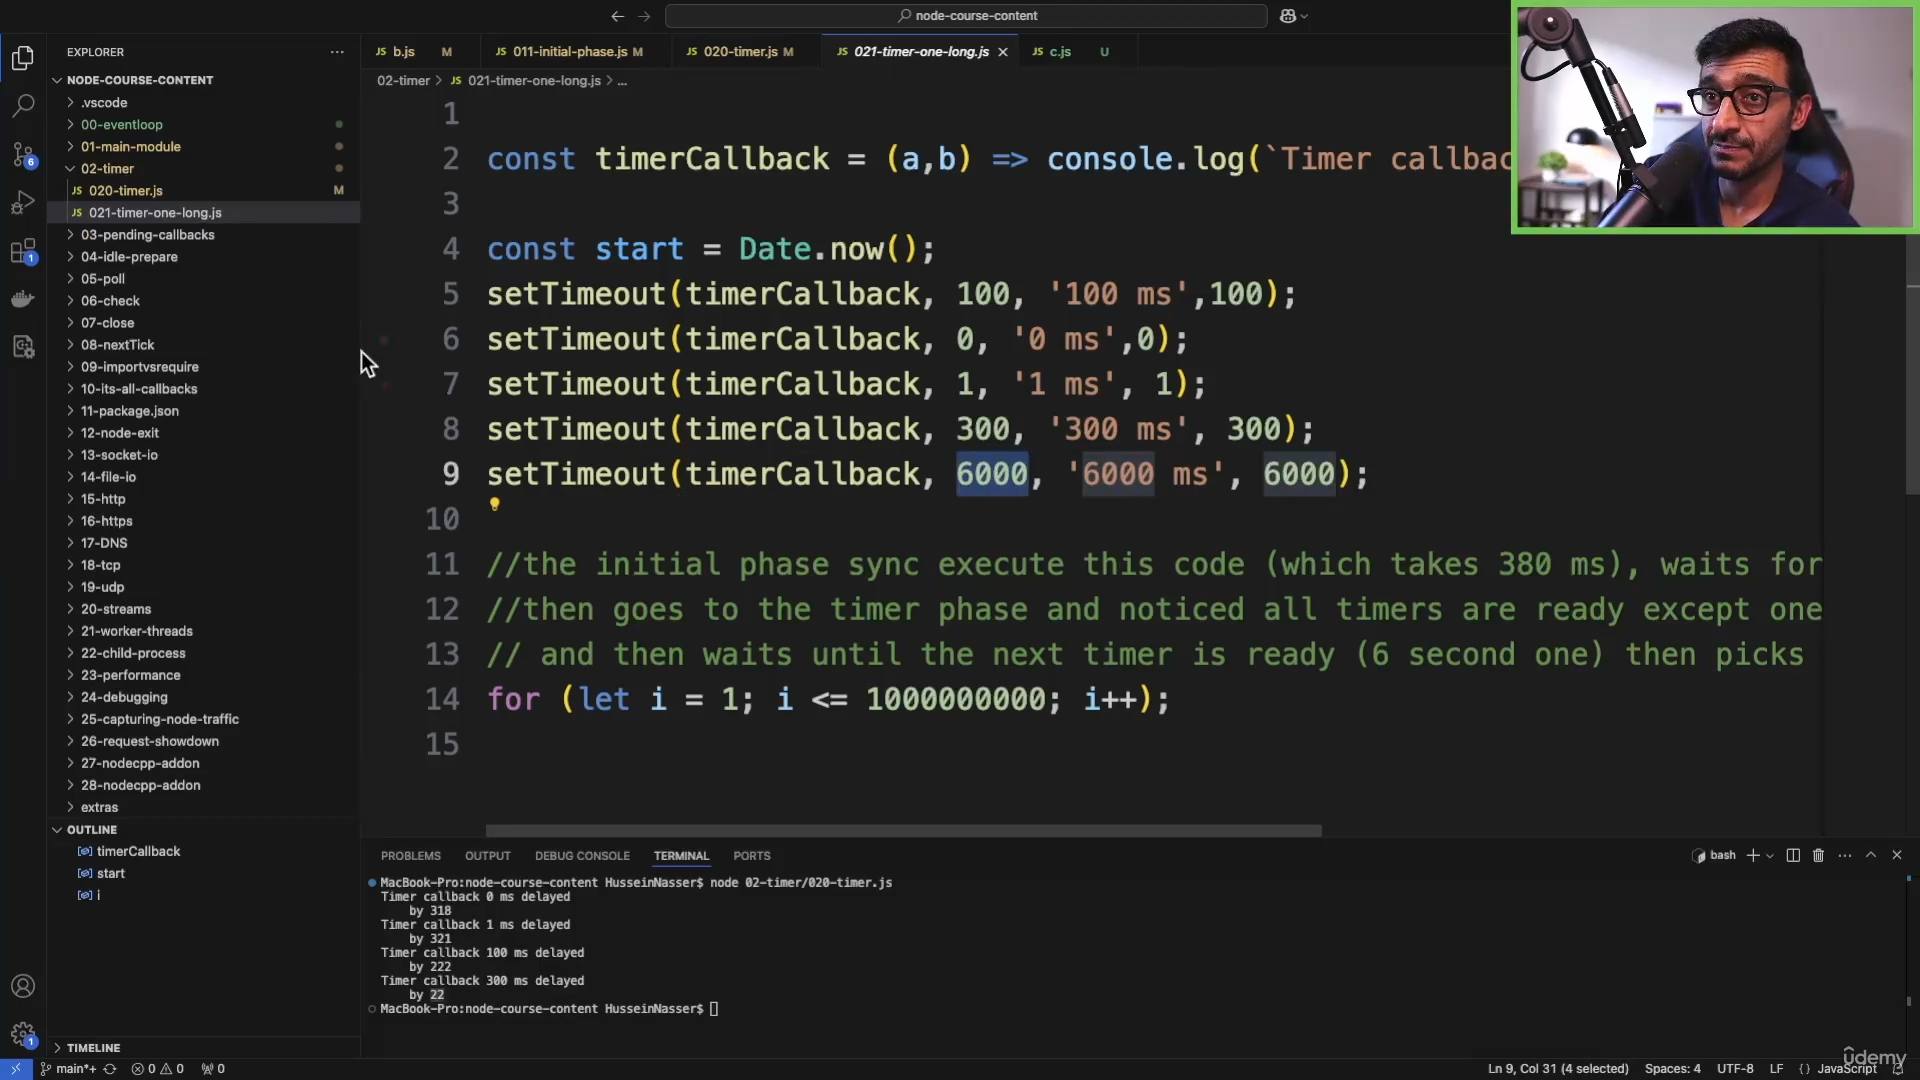 node-course-content
EXPLORER
NODE-COURSE-CONTENT
.vscode
00-eventloop
01-main-module
02-timer
020-timer.js M
021-timer-one-long.js
03-pending-callbacks
04-idle-prepare
05-poll
06-check
07-close
08-nextTick
09-importvsrequire
10-its-all-callbacks
11-package.json
12-node-exit
13-socket-io
14-file-io
15-http
16-https
17-DNS
18-tcp
19-udp
20-streams
21-worker-threads
22-child-process
23-performance
24-debugging
25-capturing-node-traffic
26-request-showdown
27-nodecpp-addon
28-nodecpp-addon
extras
OUTLINE
timerCallback
start
i
TIMELINE
6
1
1
JS b.js M
JS 011-initial-phase.js M
JS 020-timer.js M
JS 021-timer-one-long.js
JS c.js U
02-timer > JS 021-timer-one-long.js > ...
1
2 const timerCallback = (a,b) => console.log(`Timer callbac
3
4 const start = Date.now();
5 setTimeout(timerCallback, 100, '100 ms',100);
6 setTimeout(timerCallback, 0, '0 ms',0);
7 setTimeout(timerCallback, 1, '1 ms', 1);
8 setTimeout(timerCallback, 300, '300 ms', 300);
9 setTimeout(timerCallback, 6000, '6000 ms', 6000);
10
11 //the initial phase sync execute this code (which takes 380 ms), waits for
12 //then goes to the timer phase and noticed all timers are ready except one
13 // and then waits until the next timer is ready (6 second one) then picks
14 for (let i = 1; i <= 1000000000; i++);
15
PROBLEMS OUTPUT DEBUG CONSOLE TERMINAL PORTS
bash
MacBook-Pro:node-course-content HusseinNasser$ node 02-timer/020-timer.js
Timer callback 0 ms delayed
by 318
Timer callback 1 ms delayed
by 321
Timer callback 100 ms delayed
by 222
Timer callback 300 ms delayed
by 22
MacBook-Pro:node-course-content HusseinNasser$
main*+ 0 0 0
Ln 9, Col 31 (4 selected) Spaces: 4 UTF-8 LF {} JavaScript
udemy